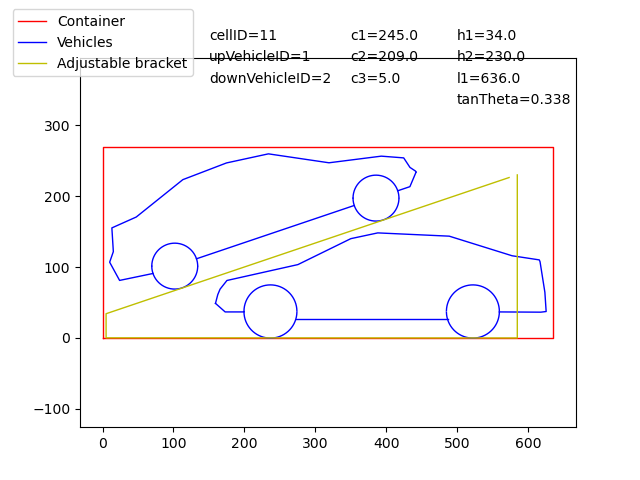 Container
Vehicles
Adjustable bracket
cellID=11 c1=245.0 h1=34.0
upVehicleID=1 c2=209.0 h2=230.0
downVehicleID=2 c3=5.0 l1=636.0
tanTheta=0.338
300
200
100
0
−100
0 100 200 300 400 500 600